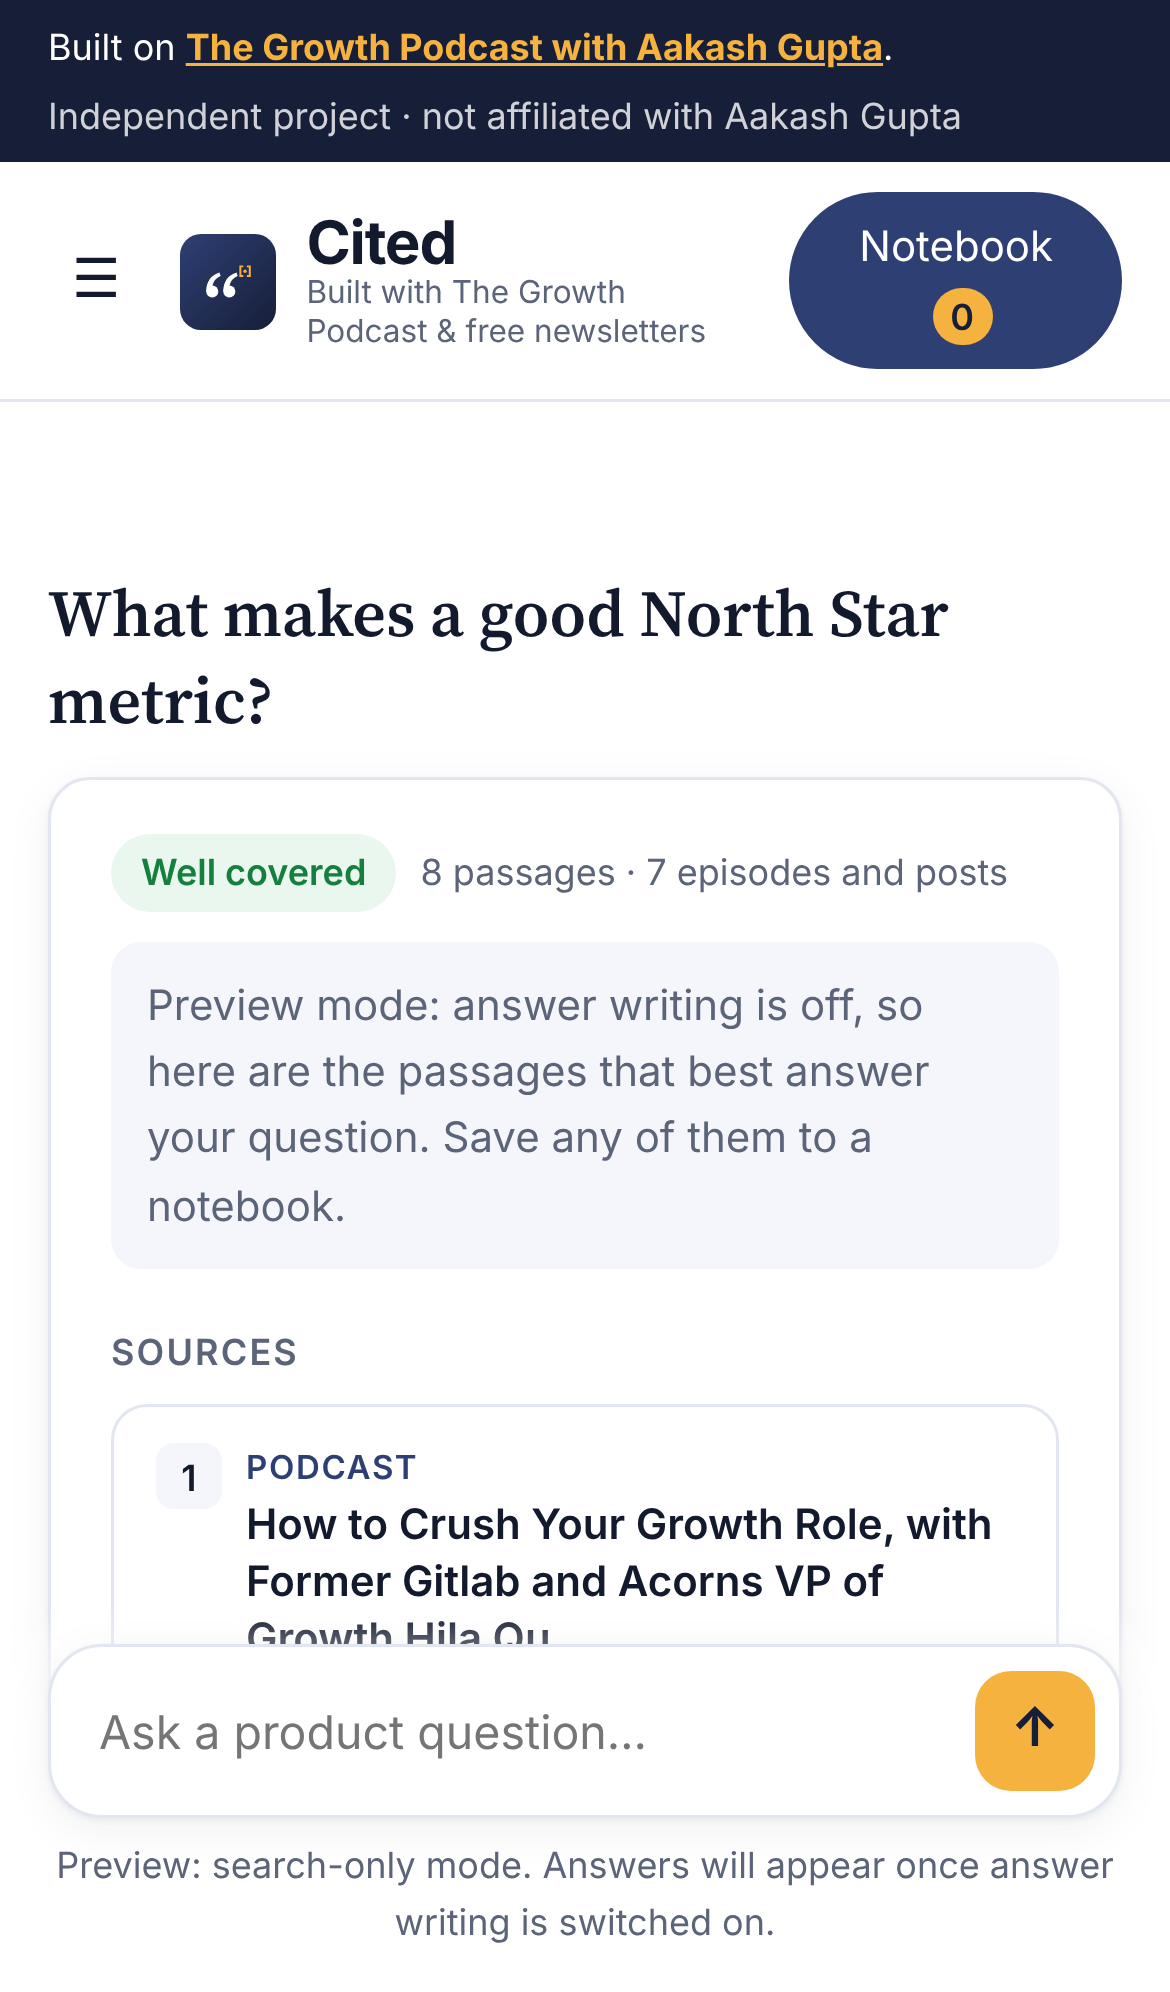 Built on The Growth Podcast with Aakash Gupta.
Independent project · not affiliated with Aakash Gupta
Cited
Built with The Growth
Podcast & free newsletters
Notebook
0
What makes a good North Star
metric?
Well covered 8 passages · 7 episodes and posts
Preview mode: answer writing is off, so
here are the passages that best answer
your question. Save any of them to a
notebook.
SOURCES
1 PODCAST
How to Crush Your Growth Role, with
Former Gitlab and Acorns VP of
Growth Hila Qu
Ask a product question...
Preview: search-only mode. Answers will appear once answer
writing is switched on.